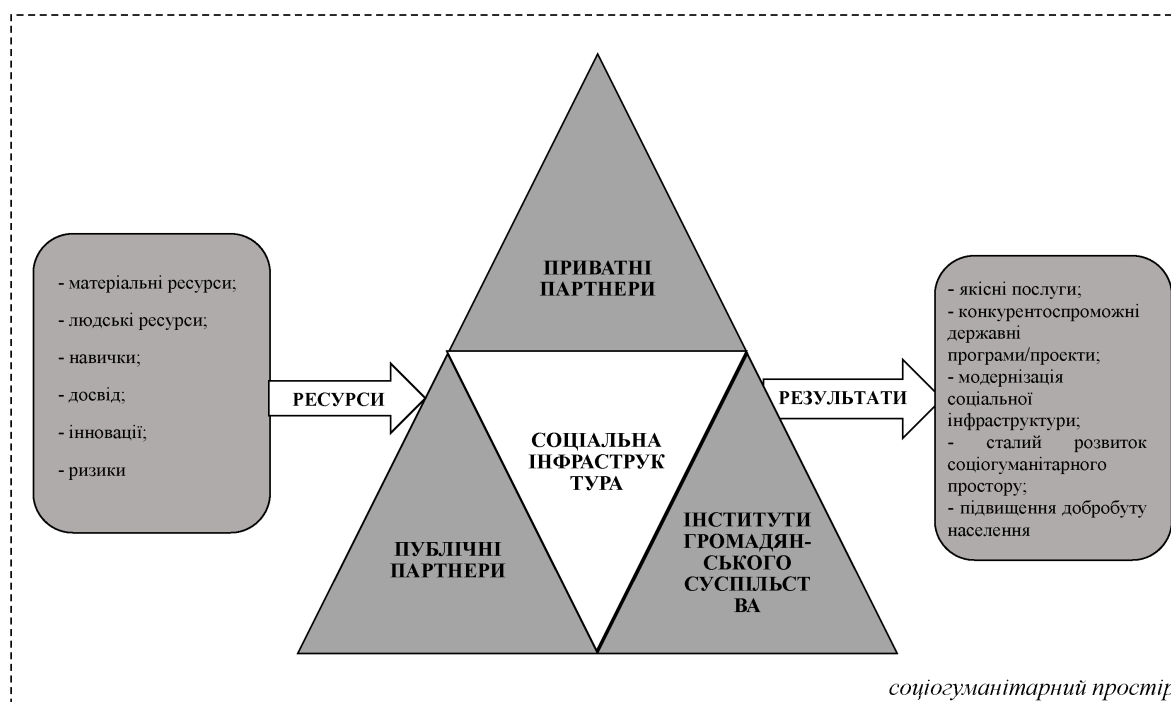 - матеріальні ресурси;
- людські ресурси;
- навички;
- досвід;
- інновації;
- ризики
РЕСУРСИ
ПРИВАТНІ
ПАРТНЕРИ
СОЦІАЛЬНА
ІНФРАСТРУК
ТУРА
ПУБЛІЧНІ
ПАРТНЕРИ
ІНСТИТУТИ
ГРОМАДЯН-
СЬКОГО
СУСПІЛЬСТ
ВА
РЕЗУЛЬТАТИ
- якісні послуги;
- конкурентоспроможні
державні
програми/проекти;
- модернізація
соціальної
інфраструктури;
- сталий розвиток
соціогуманітарного
простору;
- підвищення добробуту
населення
соціогуманітарний простір